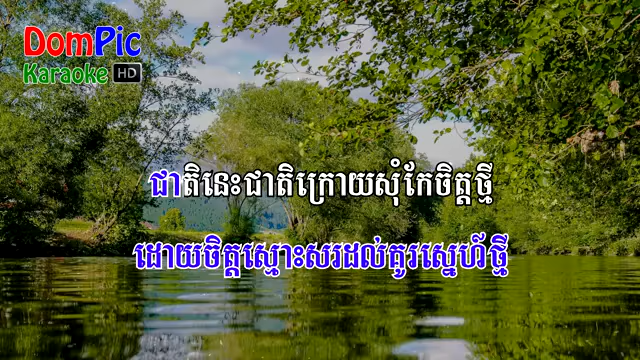 DomPic
Karaoke HD
ជាតិនេះជាតិក្រោយសុំកែចិត្តថ្មី
ដោយចិត្តស្មោះសរដល់គូរស្នេហ៍ថ្មី